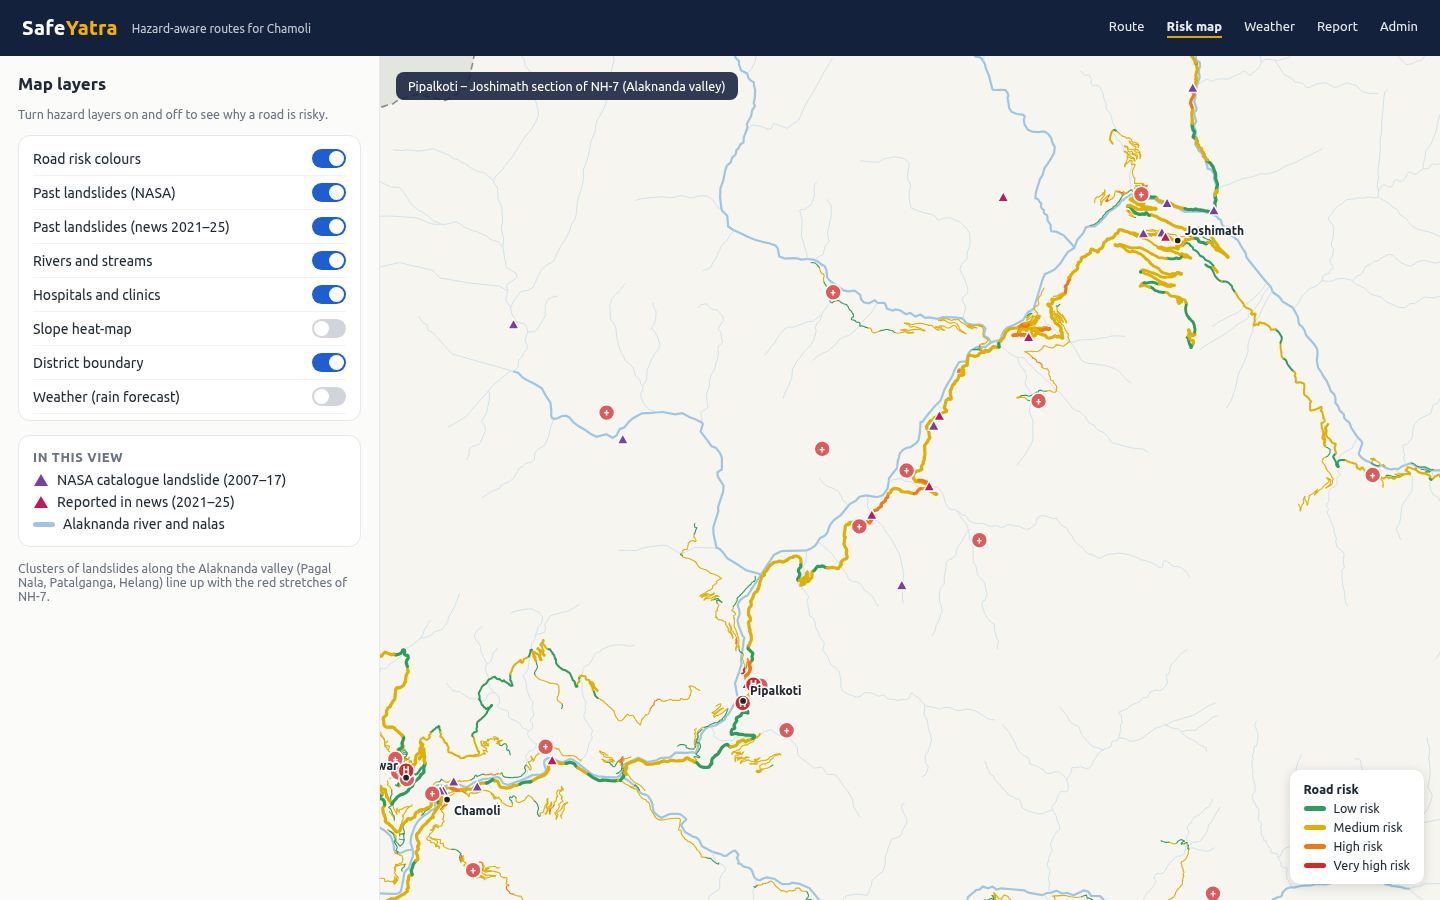 SafeYatra Hazard-aware routes for Chamoli Route Risk map Weather Report Admin
Map layers
Turn hazard layers on and off to see why a road is risky.
Road risk colours
Past landslides (NASA)
Past landslides (news 2021–25)
Rivers and streams
Hospitals and clinics
Slope heat-map
District boundary
Weather (rain forecast)
IN THIS VIEW
NASA catalogue landslide (2007–17)
Reported in news (2021–25)
Alaknanda river and nalas
Clusters of landslides along the Alaknanda valley (Pagal
Nala, Patalganga, Helang) line up with the red stretches of
NH-7.
Pipalkoti – Joshimath section of NH-7 (Alaknanda valley)
Joshimath
Pipalkoti
war
Chamoli
Road risk
Low risk
Medium risk
High risk
Very high risk